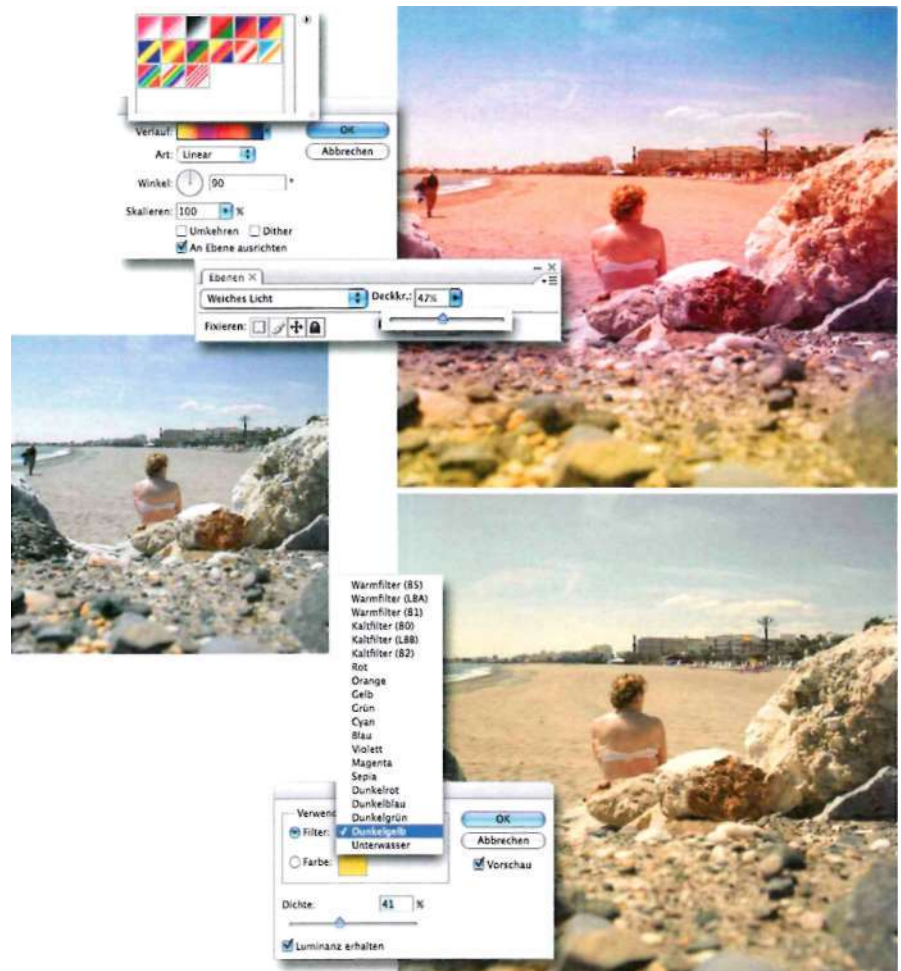 Verlauf:
OK
Art: Linear
Abbrechen
Winkel: 90 °
Skalieren: 100 %
Umkehren Dither
An Ebene ausrichten
Ebenen ×
Weiches Licht Deckkr.: 47%
Fixieren:
Warmfilter (85)
Warmfilter (LBA)
Warmfilter (81)
Kaltfilter (80)
Kaltfilter (LBB)
Kaltfilter (82)
Rot
Orange
Gelb
Grün
Cyan
Blau
Violett
Magenta
Sepia
Dunkelrot
Dunkelblau
Dunkelgrün
Dunkelgelb
Unterwasser
Verwend
Filter:
Farbe:
OK
Abbrechen
Vorschau
Dichte: 41 %
Luminanz erhalten